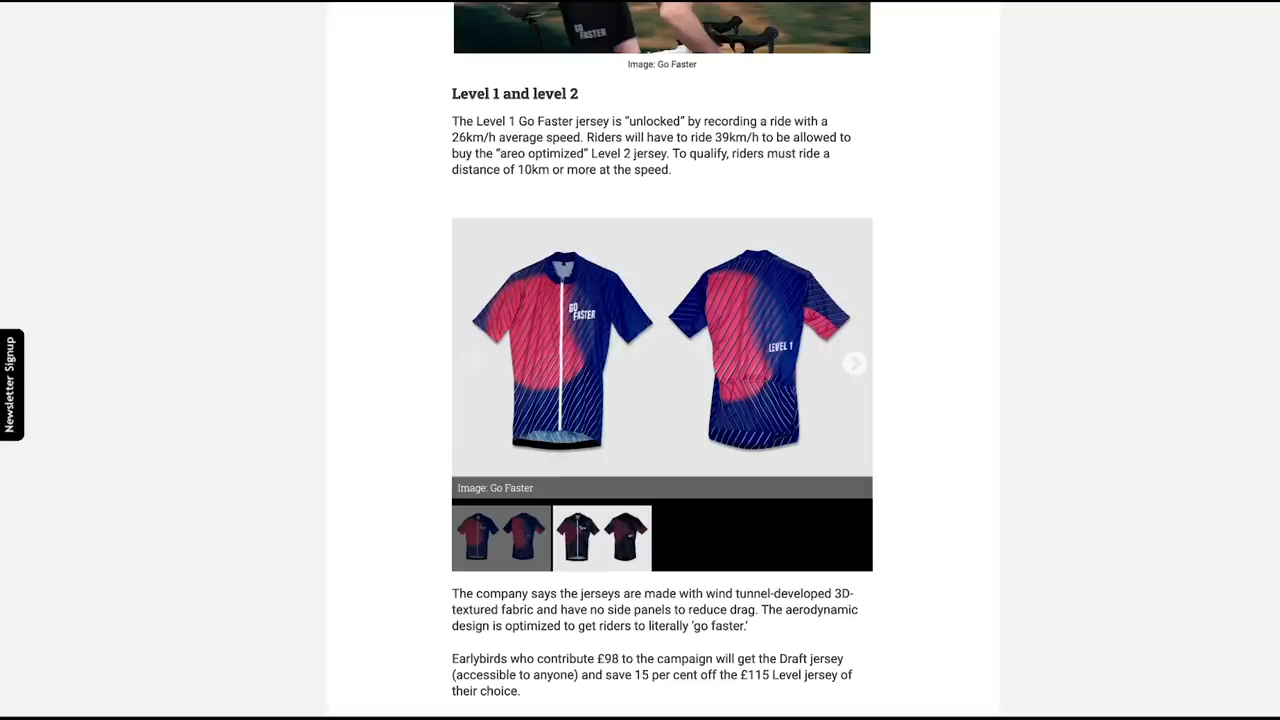 GO
FASTER
Image: Go Faster
Level 1 and level 2
The Level 1 Go Faster jersey is “unlocked” by recording a ride with a
26km/h average speed. Riders will have to ride 39km/h to be allowed to
buy the “areo optimized” Level 2 jersey. To qualify, riders must ride a
distance of 10km or more at the speed.
GO
FASTER
LEVEL 1
Newsletter Signup
Image: Go Faster
The company says the jerseys are made with wind tunnel-developed 3D-
textured fabric and have no side panels to reduce drag. The aerodynamic
design is optimized to get riders to literally ‘go faster.’
Earlybirds who contribute £98 to the campaign will get the Draft jersey
(accessible to anyone) and save 15 per cent off the £115 Level jersey of
their choice.